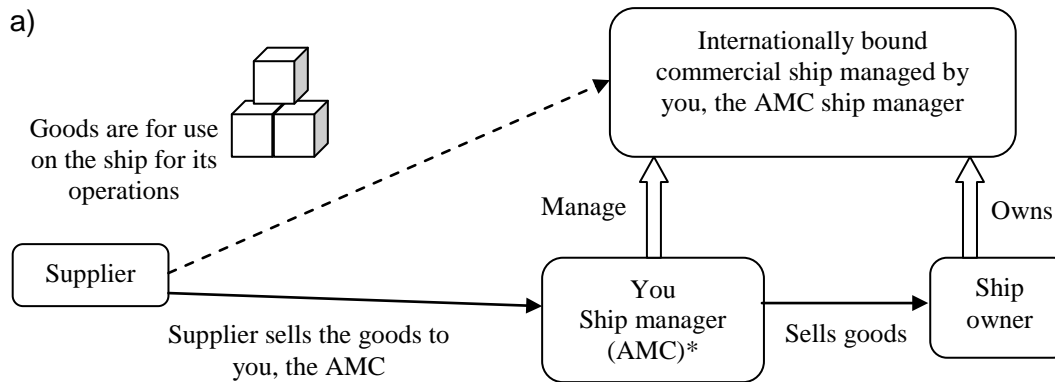 a)
Internationally bound
commercial ship managed by
you, the AMC ship manager
Goods are for use
on the ship for its
operations
Manage
Owns
Supplier
You
Ship manager
(AMC)*
Ship
owner
Sells goods
Supplier sells the goods to
you, the AMC